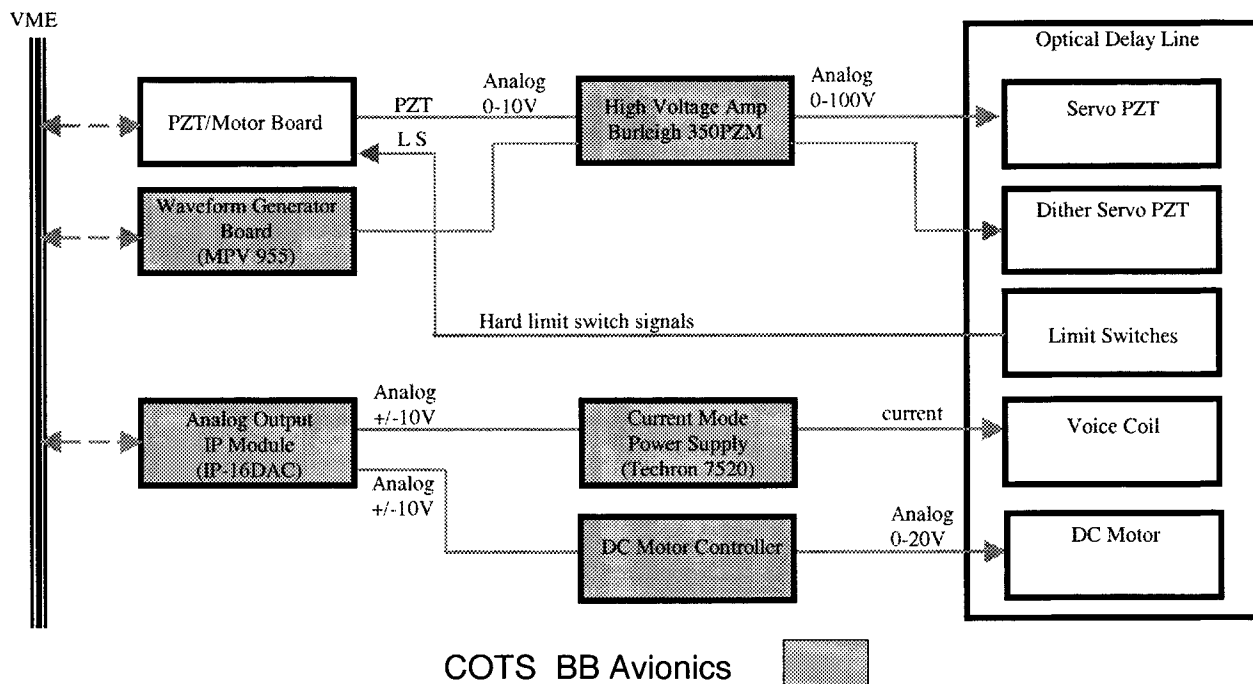 VME
Optical Delay Line
PZT/Motor Board
PZT
L S
Analog
0-10V
High Voltage Amp
Burleigh 350PZM
Analog
0-100V
Servo PZT
Waveform Generator
Board
(MPV 955)
Dither Servo PZT
Hard limit switch signals
Limit Switches
Analog Output
IP Module
(IP-16DAC)
Analog
+/-10V
Current Mode
Power Supply
(Techron 7520)
current
Voice Coil
Analog
+/-10V
DC Motor Controller
Analog
0-20V
DC Motor
COTS BB Avionics